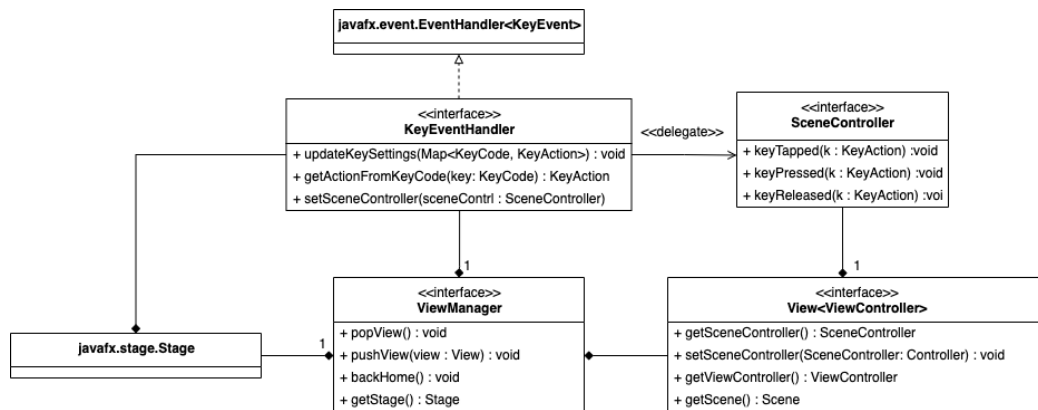 javafx.event.EventHandler<KeyEvent>
<<interface>>
KeyEventHandler
+ updateKeySettings(Map<KeyCode, KeyAction>) : void
+ getActionFromKeyCode(key: KeyCode) : KeyAction
+ setSceneController(sceneContrl : SceneController)
<<delegate>>
<<interface>>
SceneController
+ keyTapped(k : KeyAction) :void
+ keyPressed(k : KeyAction) :void
+ keyReleased(k : KeyAction) :voi
1
1
<<interface>>
ViewManager
+ popView() : void
+ pushView(view : View) : void
+ backHome() : void
+ getStage() : Stage
<<interface>>
View<ViewController>
+ getSceneController() : SceneController
+ setSceneController(SceneController: Controller) : void
+ getViewController() : ViewController
+ getScene() : Scene
javafx.stage.Stage
1